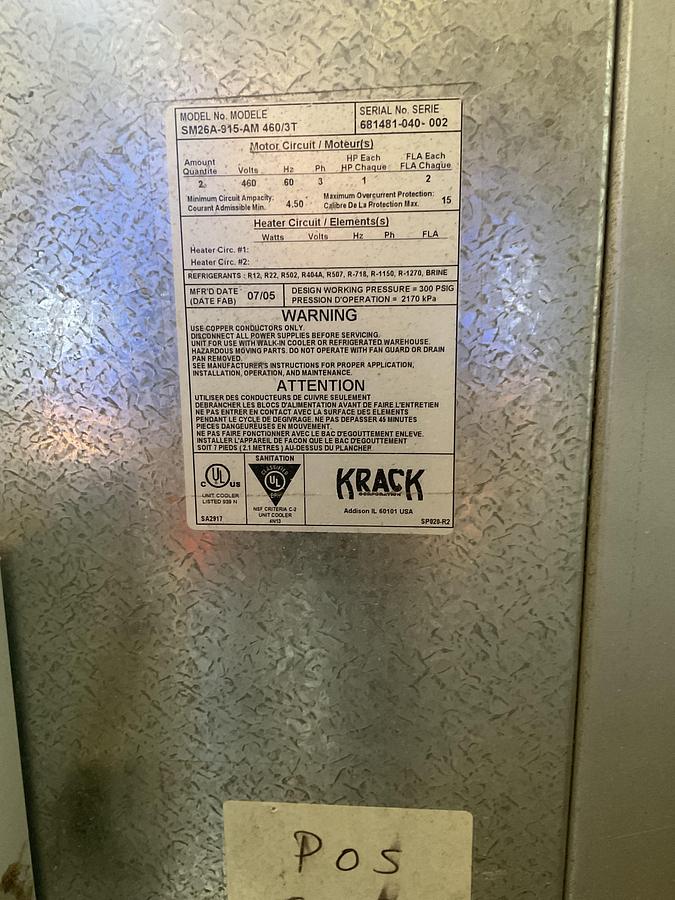 MODEL No. MODELE
SM26A-915-AM 460/3T
SERIAL No. SERIE
681481-040- 002
Motor Circuit / Moteur(s)
Amount Quantite Volts Hz Ph HP Each HP Chaque FLA Each FLA Chaque
2 460 60 3 1 2
Minimum Circuit Ampacity:
Courant Admissible Min. 4.50
Maximum Overcurrent Protection:
Calibre De La Protection Max. 15
Heater Circuit / Elements(s)
Watts Volts Hz Ph FLA
Heater Circ. #1:
Heater Circ. #2:
REFRIGERANTS : R12, R22, R502, R404A, R507, R-718, R-1150, R-1270, BRINE
MFR'D DATE
(DATE FAB) 07/05
DESIGN WORKING PRESSURE = 300 PSIG
PRESSION D'OPERATION = 2170 kPa
WARNING
USE COPPER CONDUCTORS ONLY.
DISCONNECT ALL POWER SUPPLIES BEFORE SERVICING.
UNIT FOR USE WITH WALK-IN COOLER OR REFRIGERATED WAREHOUSE.
HAZARDOUS MOVING PARTS. DO NOT OPERATE WITH FAN GUARD OR DRAIN
PAN REMOVED.
SEE MANUFACTURER'S INSTRUCTIONS FOR PROPER APPLICATION,
INSTALLATION, OPERATION, AND MAINTENANCE.
ATTENTION
UTILISER DES CONDUCTEURS DE CUIVRE SEULEMENT
DEBRANCHER LES BLOCS D'ALIMENTATION AVANT DE FAIRE L'ENTRETIEN
NE PAS ENTRER EN CONTACT AVEC LA SURFACE DES ELEMENTS
PENDANT LE CYCLE DE DEGIVRAGE. NE PAS DEPASSER 45 MINUTES
PIECES DANGEUREUSES EN MOUVEMENT.
NE PAS FAIRE FONCTIONNER AVEC LE BAC D'EGOUTTEMENT ENLEVE.
INSTALLER L'APPAREIL DE FACON QUE LE BAC D'EGOUTTEMENT
SOIT 7 PIEDS ( 2.1 METRES ) AU-DESSUS DU PLANCHER
C UL US
UNIT COOLER
LISTED 939 N
SA2917
SANITATION
CLASSIFIED
UL
NSF CRITERIA C-2
UNIT COOLER
4N13
KRACK
CORPORATION
Addison IL 60101 USA
SP020-R2
POS